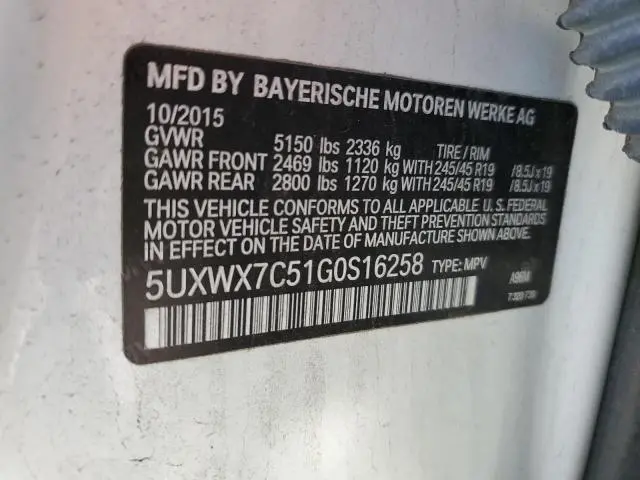 MFD BY BAYERISCHE MOTOREN WERKE AG
10/2015
GVWR 5150 lbs 2336 kg TIRE / RIM
GAWR FRONT 2469 lbs 1120 kg WITH 245/45 R19 / 8.5J x 19
GAWR REAR 2800 lbs 1270 kg WITH 245/45 R19 / 8.5J x 19
THIS VEHICLE CONFORMS TO ALL APPLICABLE U. S. FEDERAL
MOTOR VEHICLE SAFETY AND THEFT PREVENTION STANDARDS
IN EFFECT ON THE DATE OF MANUFACTURE SHOWN ABOVE.
5UXWX7C51G0S16258 TYPE: MPV